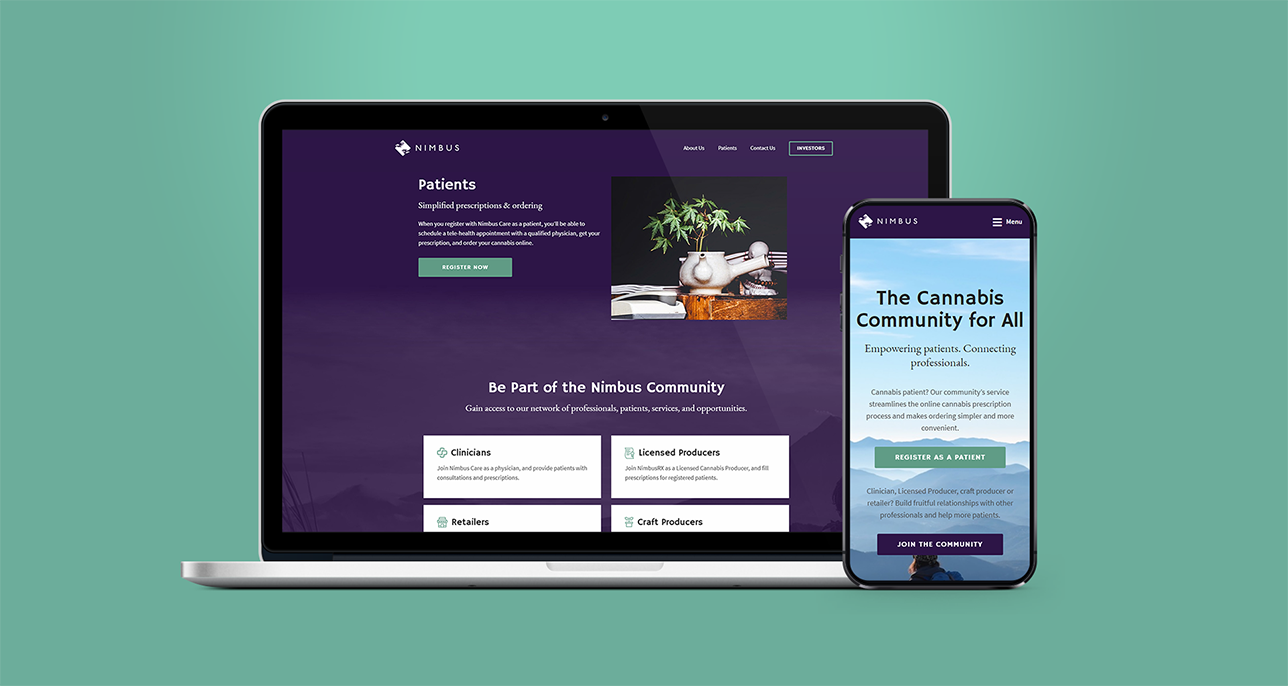 NIMBUS
About Us
Patients
Contact Us
INVESTORS
Patients
Simplified prescriptions & ordering
When you register with Nimbus Care as a patient, you'll be able to
schedule a tele-health appointment with a qualified physician, get your
prescription, and order your cannabis online.
REGISTER NOW
Be Part of the Nimbus Community
Gain access to our network of professionals, patients, services, and opportunities.
Clinicians
Join Nimbus Care as a physician, and provide patients with
consultations and prescriptions.
Licensed Producers
Join NimbusRX as a Licensed Cannabis Producer, and fill
prescriptions for registered patients.
Retailers
Craft Producers
NIMBUS
Menu
The Cannabis
Community for All
Empowering patients. Connecting
professionals.
Cannabis patient? Our community's service
streamlines the online cannabis prescription
process and makes ordering simpler and more
convenient.
REGISTER AS A PATIENT
Clinician, Licensed Producer, craft producer or
retailer? Build fruitful relationships with other
professionals and help more patients.
JOIN THE COMMUNITY